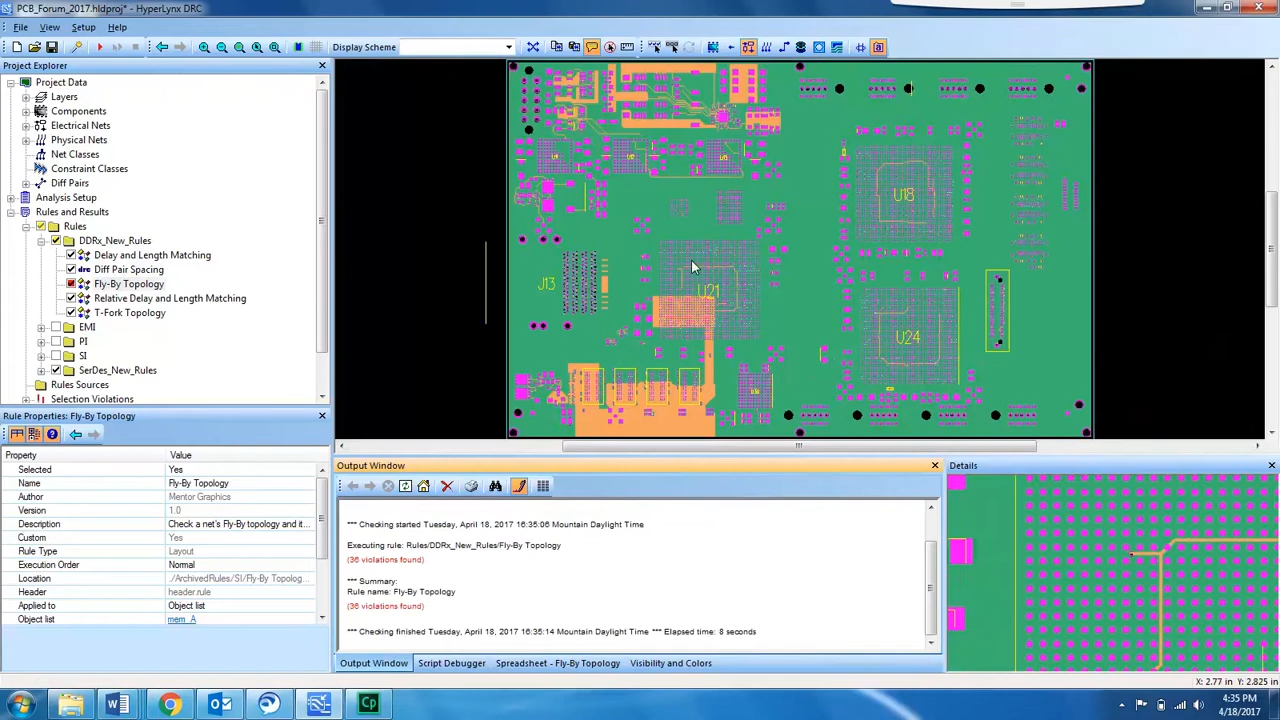 PCB_Forum_2017.hldproj* - HyperLynx DRC
File View Setup Help
Display Scheme
Project Explorer
Project Data
Layers
Components
Electrical Nets
Physical Nets
Net Classes
Constraint Classes
Diff Pairs
Analysis Setup
Rules and Results
Rules
DDRx_New_Rules
Delay and Length Matching
Diff Pair Spacing
Fly-By Topology
Relative Delay and Length Matching
T-Fork Topology
EMI
PI
SI
SerDes_New_Rules
Rules Sources
Selection Violations
Rule Properties: Fly-By Topology
Property Value
Selected Yes
Name Fly-By Topology
Author Mentor Graphics
Version 1.0
Description Check a net's Fly-By topology and it...
Custom Yes
Rule Type Layout
Execution Order Normal
Location ./ArchivedRules/SI/Fly-By Topolog...
Header header.rule
Applied to Object list
Object list mem_A
U18
J13
U21
U24
Output Window
*** Checking started Tuesday, April 18, 2017 16:35:06 Mountain Daylight Time
Executing rule: Rules/DDRx_New_Rules/Fly-By Topology
(36 violations found)
*** Summary:
Rule name: Fly-By Topology
(36 violations found)
*** Checking finished Tuesday, April 18, 2017 16:35:14 Mountain Daylight Time *** Elapsed time: 8 seconds
Output Window Script Debugger Spreadsheet - Fly-By Topology Visibility and Colors
Details
X: 2.77 in Y: 2.825 in
4:35 PM
4/18/2017